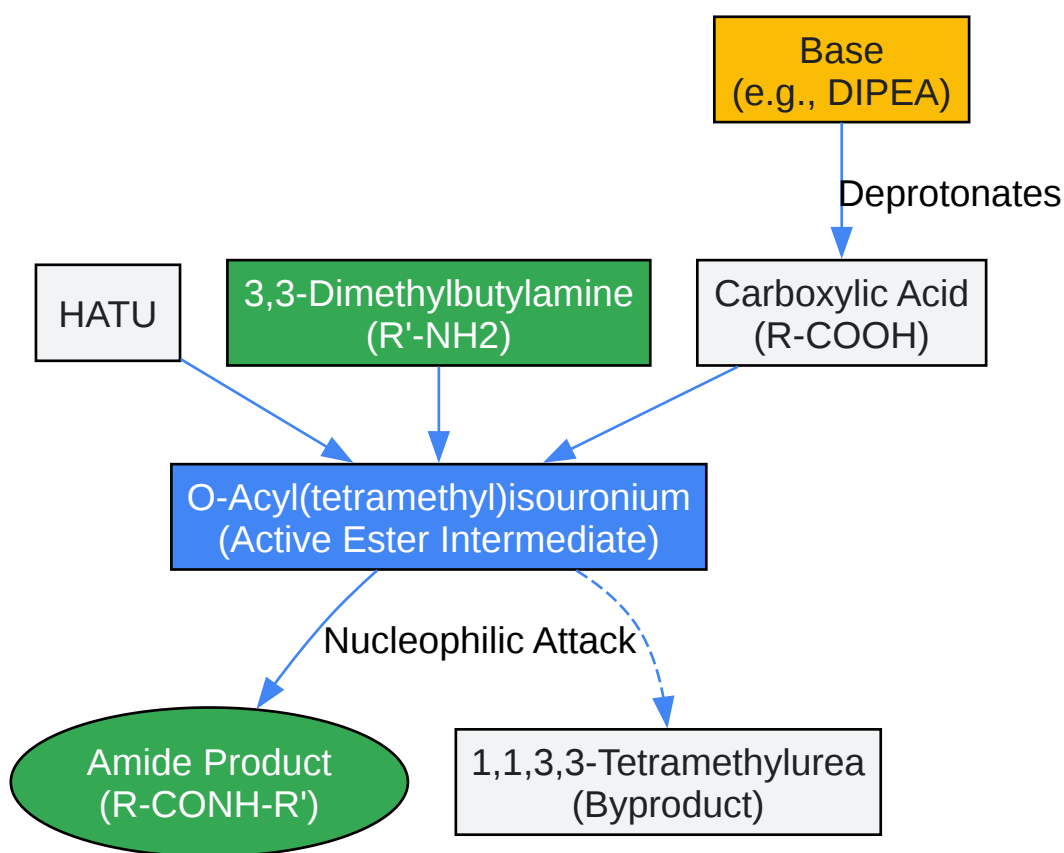 Base
(e.g., DIPEA)
Deprotonates
HATU
3,3-Dimethylbutylamine
(R'-NH2)
Carboxylic Acid
(R-COOH)
O-Acyl(tetramethyl)isouronium
(Active Ester Intermediate)
Nucleophilic Attack
Amide Product
(R-CONH-R')
1,1,3,3-Tetramethylurea
(Byproduct)